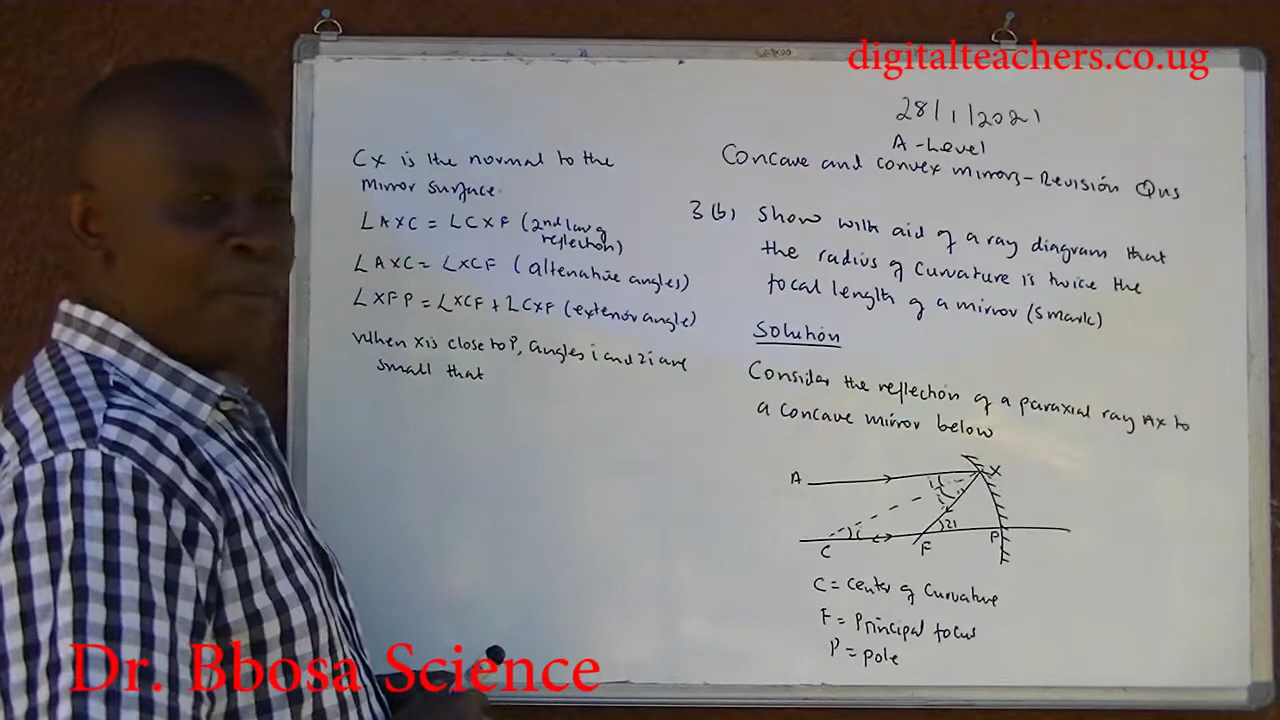 digitalteachers.co.ug
28/1/2021
A-Level
Concave and convex mirrors-Revision Qns
3(b) Show with aid of a ray diagram that
the radius of curvature is twice the
focal length of a mirror (5 marks)
Solution
Consider the reflection of a paraxial ray AX to
a concave mirror below
A X
i
i 2i
C F P
C = Center of Curvature
F = Principal focus
P = pole
CX is the normal to the
mirror surface.
∠AXC = ∠CXF (2nd law of
reflection)
∠AXC = ∠XCF (altenative angles)
∠XFP = ∠XCF + ∠CXF (exterior angle)
When X is close to P, angles i and 2i are
small that
Dr. Bbosa Science